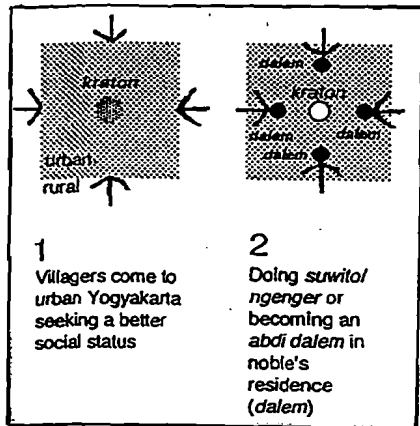 kraton
urban
rural
1
Villagers come to
urban Yogyakarta
seeking a better
social status
dalem
kraton
dalem
dalem
dalem
2
Doing suwito/
ngenger or
becoming an
abdi dalem in
noble's
residence
(dalem)